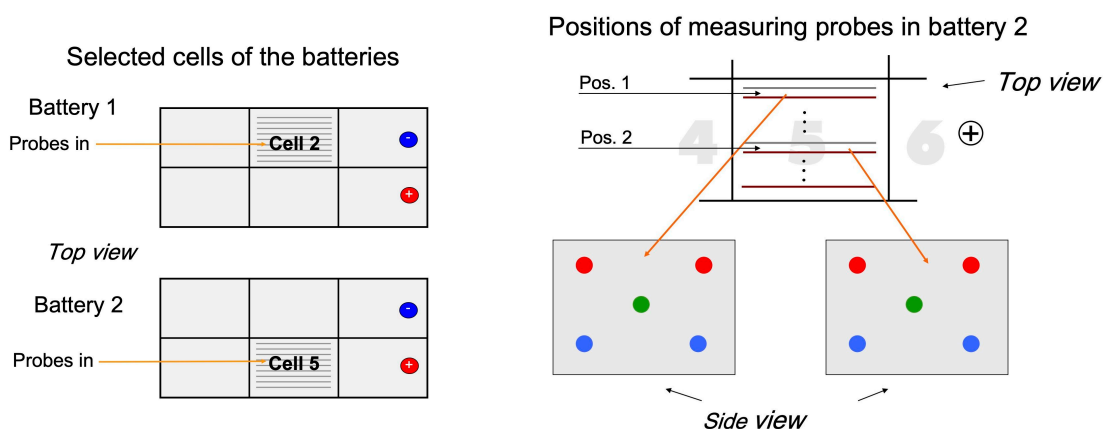 Selected cells of the batteries
Battery 1
Probes in
Cell 2
-
+
Top view
Battery 2
Probes in
Cell 5
-
+
Positions of measuring probes in battery 2
Pos. 1
Top view
Pos. 2
4 5 6
+
Side view